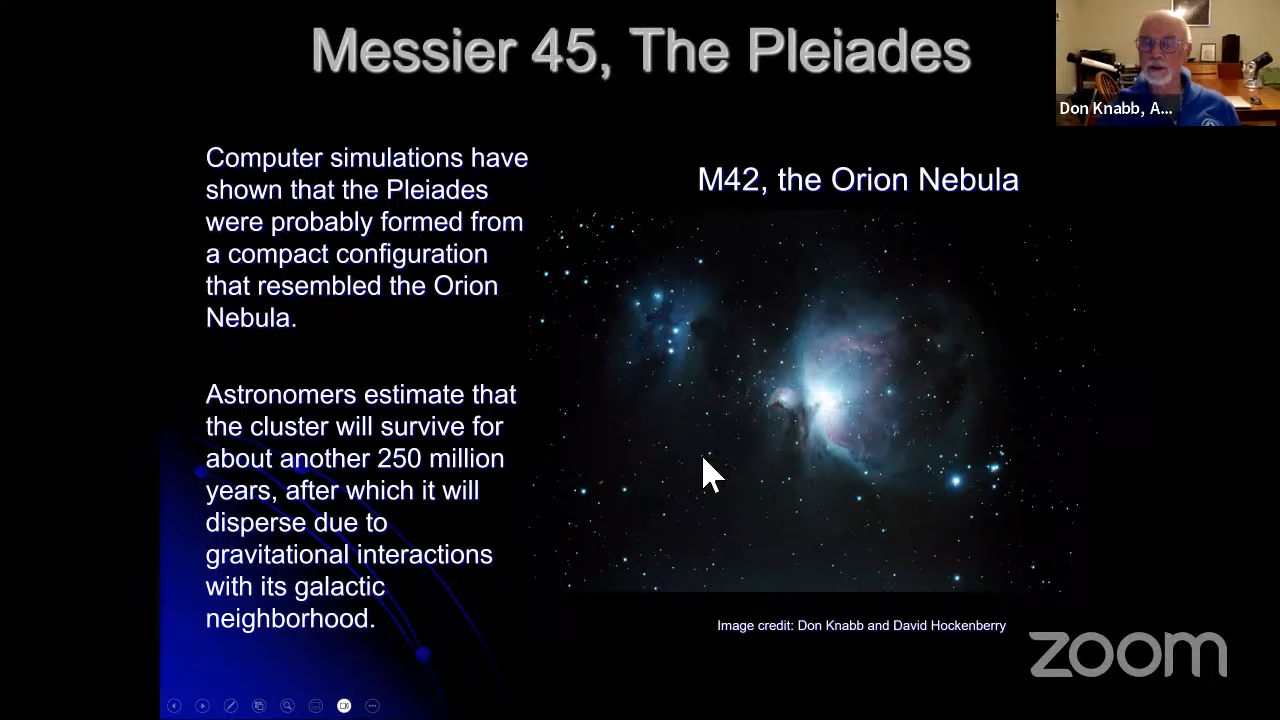 Messier 45, The Pleiades
Don Knabb, A...
Computer simulations have
shown that the Pleiades
were probably formed from
a compact configuration
that resembled the Orion
Nebula.
M42, the Orion Nebula
Astronomers estimate that
the cluster will survive for
about another 250 million
years, after which it will
disperse due to
gravitational interactions
with its galactic
neighborhood.
Image credit: Don Knabb and David Hockenberry
zoom